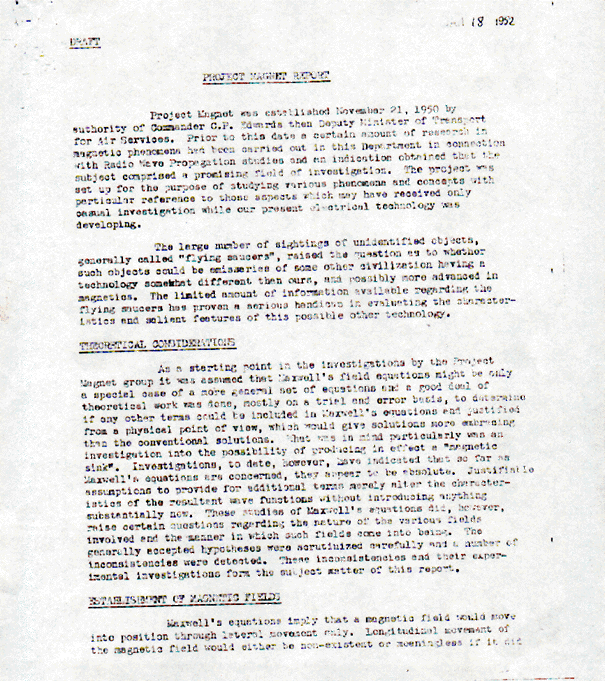 18 1952
DRAFT
PROJECT MAGNET REPORT
Project Magnet was established November 21, 1950 by
authority of Commander C.P. Edwards then Deputy Minister of Transport
for Air Services. Prior to this date a certain amount of research in
magnetic phenomena had been carried out in this Department in connection
with Radio Wave Propagation studies and an indication obtained that the
subject comprised a promising field of investigation. The project was
set up for the purpose of studying various phenomena and concepts with
particular reference to those aspects which may have received only
casual investigation while our present electrical technology was
developing.
The large number of sightings of unidentified objects,
generally called "flying saucers", raised the question as to whether
such objects could be emissaries of some other civilization having a
technology somewhat different than ours, and possibly more advanced in
magnetics. The limited amount of information available regarding the
flying saucers has proven a serious handicap in evaluating the character-
istics and salient features of this possible other technology.
THEORETICAL CONSIDERATIONS
As a starting point in the investigations by the Project
Magnet group it was assumed that Maxwell's field equations might be only
a special case of a more general set of equations and a good deal of
theoretical work was done, mostly on a trial and error basis, to determine
if any other terms could be included in Maxwell's equations and justified
from a physical point of view, which would give solutions more embracing
than the conventional solutions. What was in mind particularly was an
investigation into the possibility of producing in effect a "magnetic
sink". Investigations, to date, however, have indicated that so far as
Maxwell's equations are concerned, they appear to be absolute. Justifiable
assumptions to provide for additional terms merely alter the character-
istics of the resultant wave functions without introducing anything
substantially new. These studies of Maxwell's equations did, however,
raise certain questions regarding the nature of the various fields
involved and the manner in which such fields come into being. The
generally accepted hypotheses were scrutinized carefully and a number of
inconsistencies were detected. These inconsistencies and their exper-
imental investigations form the subject matter of this report.
ESTABLISHMENT OF MAGNETIC FIELDS
Maxwell's equations imply that a magnetic field would move
into position through lateral movement only. Longitudinal movement of
the magnetic field would either be non-existent or meaningless if it did